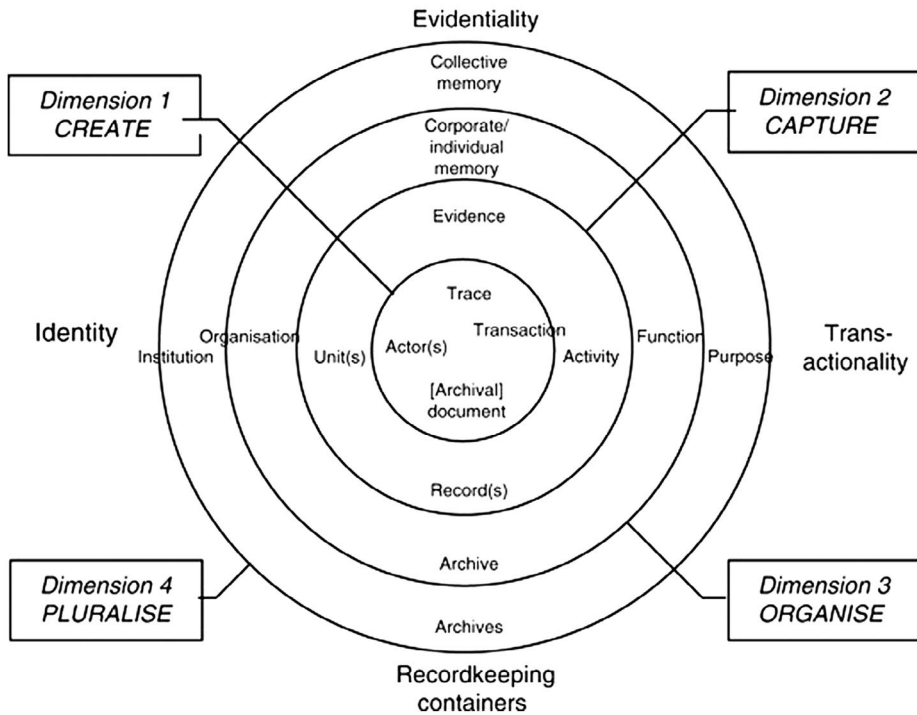 Evidentiality
Collective
memory
Dimension 1
CREATE
Dimension 2
CAPTURE
Corporate/
individual
memory
Evidence
Trace
Transaction
Identity
Institution
Organisation
Unit(s)
Actor(s)
Activity
Function
Purpose
Trans-
actionality
[Archival]
document
Record(s)
Archive
Dimension 4
PLURALISE
Dimension 3
ORGANISE
Archives
Recordkeeping
containers